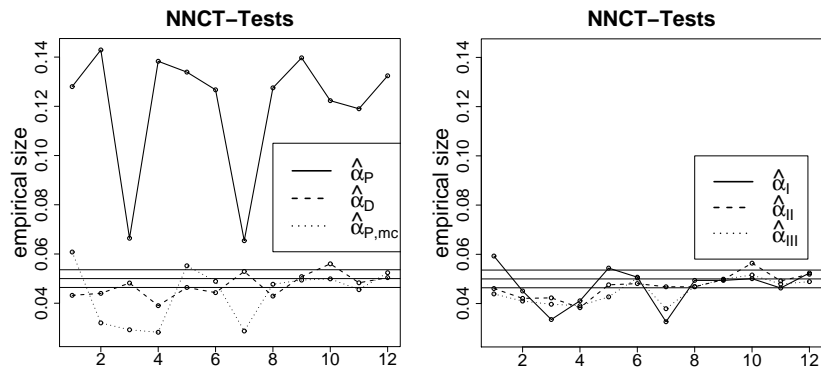 NNCT–Tests
empirical size
0.14
0.12
0.10
0.08
0.06
0.04
α̂P
α̂D
α̂P,mc
2 4 6 8 10 12
NNCT–Tests
empirical size
0.14
0.12
0.10
0.08
0.06
0.04
α̂I
α̂II
α̂III
2 4 6 8 10 12